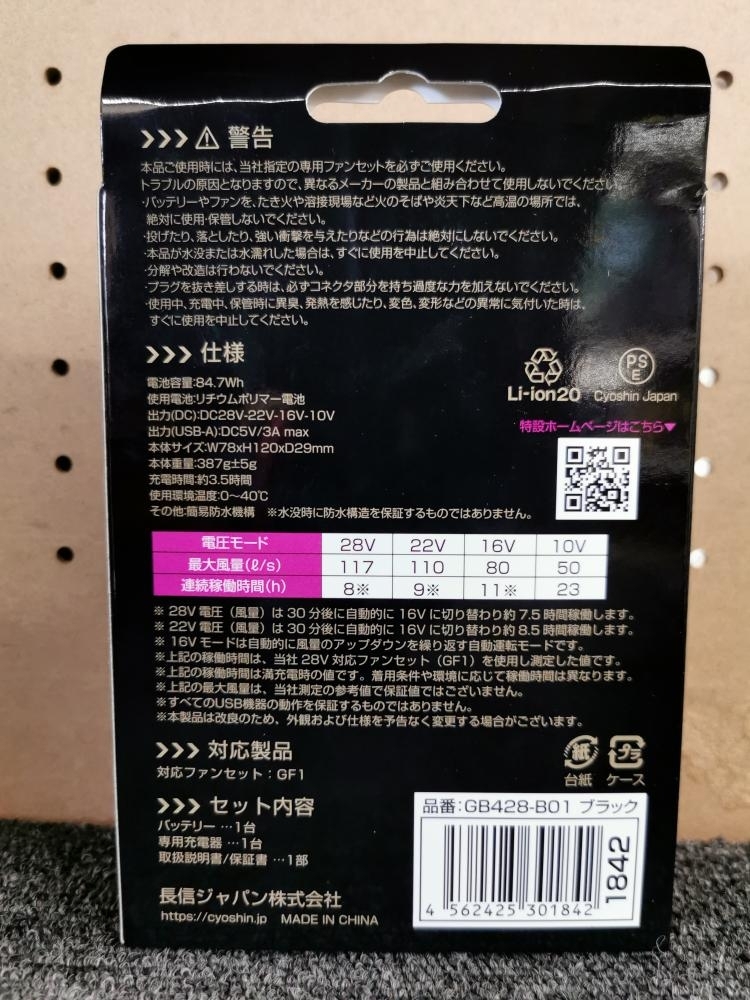 >>> ⚠ 警告
本品ご使用時には、当社指定の専用ファンセットを必ずご使用ください。
トラブルの原因となりますので、異なるメーカーの製品と組み合わせて使用しないでください。
・バッテリーやファンを、たき火や溶接現場など火のそばや炎天下など高温の場所では、
絶対に使用・保管しないでください。
・投げたり、落としたり、強い衝撃を与えたりなどの行為は絶対にしないでください。
・本品が水没または水濡れした場合は、すぐに使用を中止してください。
・分解や改造は行わないでください。
・プラグを抜き差しする時は、必ずコネクタ部分を持ち過度な力を加えないでください。
・使用中、充電中、保管時に異臭、発熱を感じたり、変色、変形などの異常に気付いた時は、
すぐに使用を中止してください。
>>> 仕様
電池容量:84.7Wh
使用電池:リチウムポリマー電池
出力(DC):DC28V-22V-16V-10V
出力(USB-A):DC5V/3A max
本体サイズ:W78xH120xD29mm
本体重量:387g±5g
充電時間:約3.5時間
使用環境温度:0〜40℃
その他:簡易防水機構 ※水没時に防水構造を保証するものではありません。
Li-ion20
PS
E
Cyoshin Japan
特設ホームページはこちら▼
電圧モード 28V 22V 16V 10V
最大風量(ℓ/s) 117 110 80 50
連続稼働時間(h) 8※ 9※ 11※ 23
※ 28V 電圧（風量）は 30 分後に自動的に 16V に切り替わり約 7.5 時間稼働します。
※ 22V 電圧（風量）は 30 分後に自動的に 16V に切り替わり約 8.5 時間稼働します。
※ 16V モードは自動的に風量のアップダウンを繰り返す自動運転モードです。
※上記の稼働時間は、当社 28V 対応ファンセット（GF1）を使用し測定した値です。
※上記の稼働時間は満充電時の値です。着用条件や環境に応じて稼働時間は異なります。
※上記の最大風量は、当社測定の参考値で保証値ではございません。
※すべてのUSB機器の動作を保証するものではありません。
※本製品は改良のため、外観および仕様を予告なく変更する場合がございます。
>>> 対応製品
対応ファンセット：GF1
紙
台紙
プラ
ケース
>>> セット内容
バッテリー …1台
専用充電器 …1台
取扱説明書/保証書 …1部
長信ジャパン株式会社
https://cyoshin.jp MADE IN CHINA
品番:GB428-B01 ブラック
4 562425 301842
1842